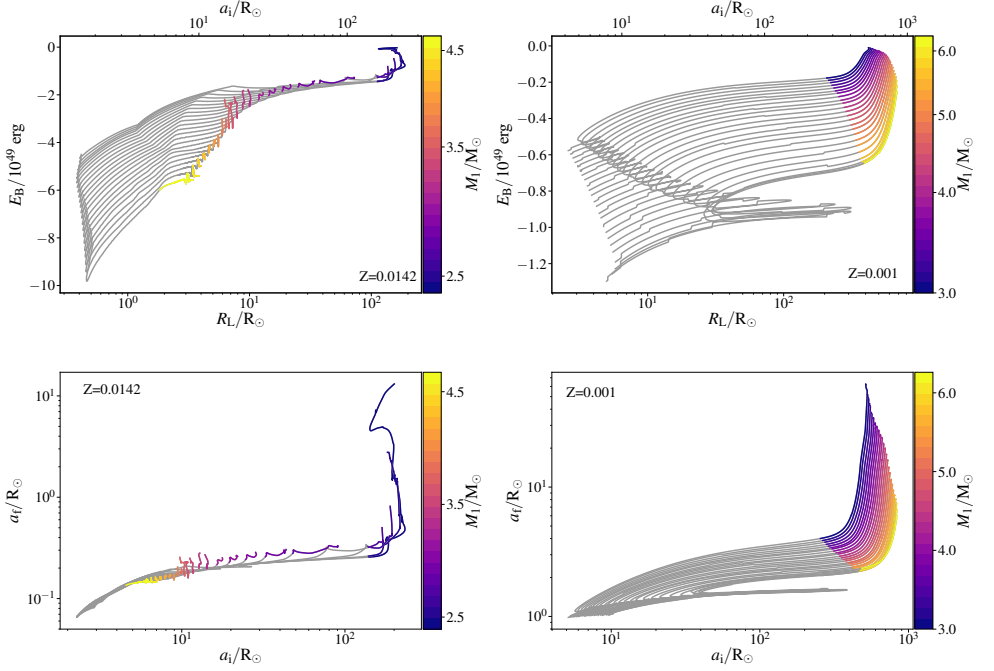 a_i/R_⊙
10^1 10^2
a_i/R_⊙
10^1 10^2 10^3
0
−2
−4
−6
−8
−10
E_B/10^49 erg
Z=0.0142
10^0 10^1 10^2
R_L/R_⊙
4.5
3.5
2.5
M_1/M_⊙
0.0
−0.2
−0.4
−0.6
−0.8
−1.0
−1.2
E_B/10^49 erg
Z=0.001
10^1 10^2
R_L/R_⊙
6.0
5.0
4.0
3.0
M_1/M_⊙
10^1
10^0
10^−1
a_f/R_⊙
Z=0.0142
10^1 10^2
a_i/R_⊙
4.5
3.5
2.5
M_1/M_⊙
10^1
10^0
a_f/R_⊙
Z=0.001
10^1 10^2 10^3
a_i/R_⊙
6.0
5.0
4.0
3.0
M_1/M_⊙